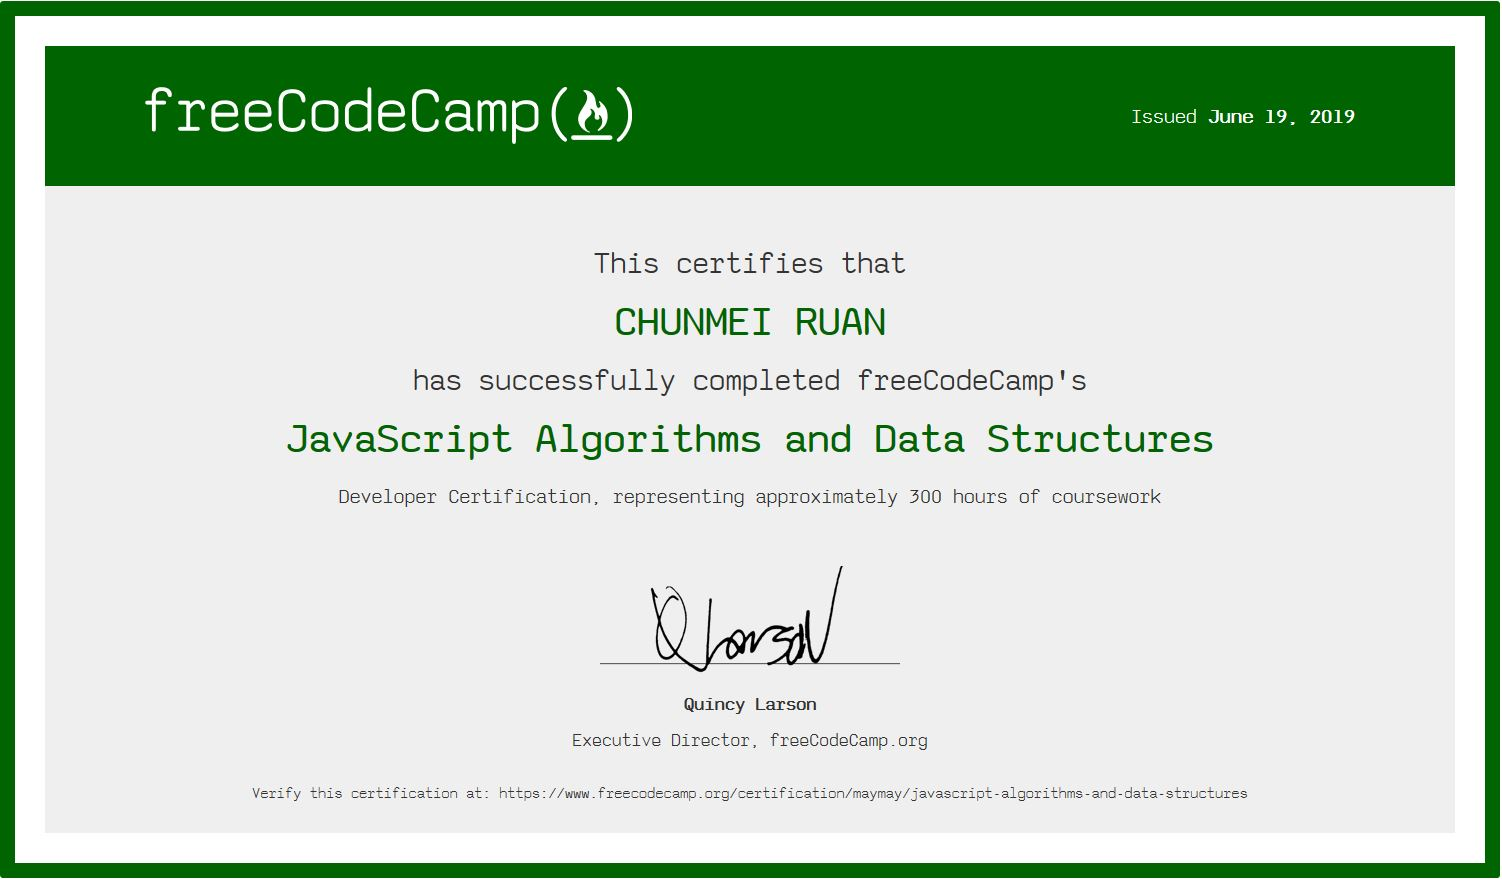 freeCodeCamp(🔥)
Issued June 19, 2019
This certifies that
CHUNMEI RUAN
has successfully completed freeCodeCamp's
JavaScript Algorithms and Data Structures
Developer Certification, representing approximately 300 hours of coursework
QLarson
Quincy Larson
Executive Director, freeCodeCamp.org
Verify this certification at: https://www.freecodecamp.org/certification/maymay/javascript-algorithms-and-data-structures